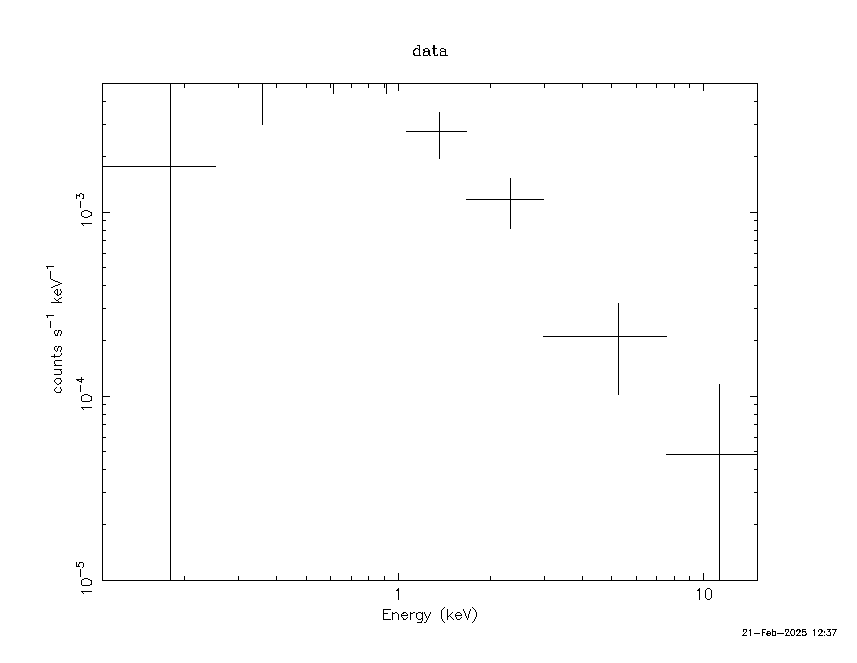 data
counts s⁻¹ keV⁻¹
10⁻³
10⁻⁴
10⁻⁵
1 10
Energy (keV)
21-Feb-2025 12:37